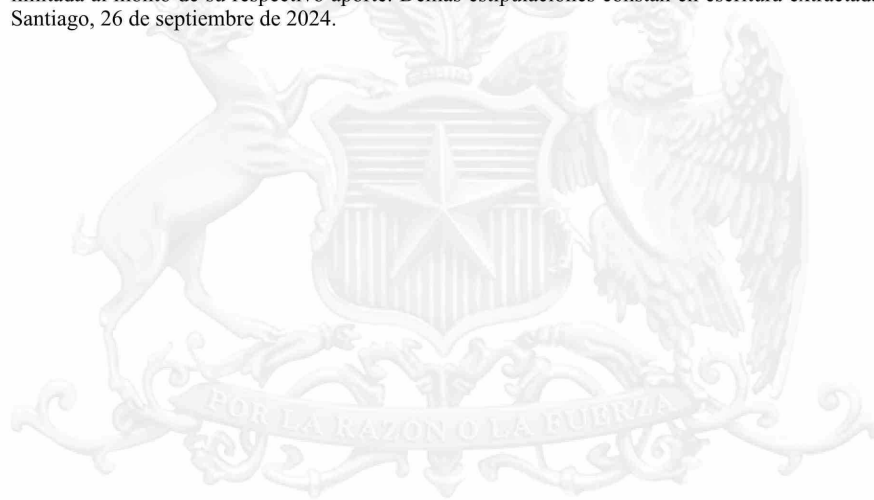 limitada al monto de su respectivo aporte. Demás estipulaciones constan en escritura extractada.
Santiago, 26 de septiembre de 2024.
POR LA RAZÓN O LA FUERZA